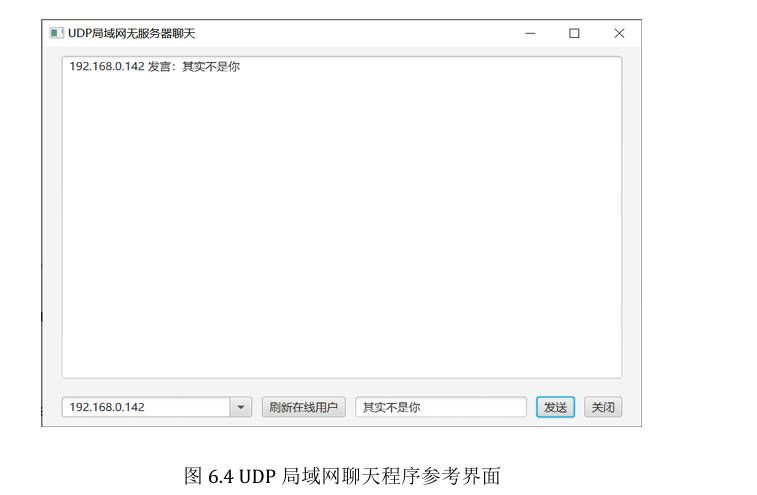 UDP局域网无服务器聊天
192.168.0.142 发言：其实不是你
192.168.0.142 刷新在线用户 其实不是你 发送 关闭
图 6.4 UDP 局域网聊天程序参考界面